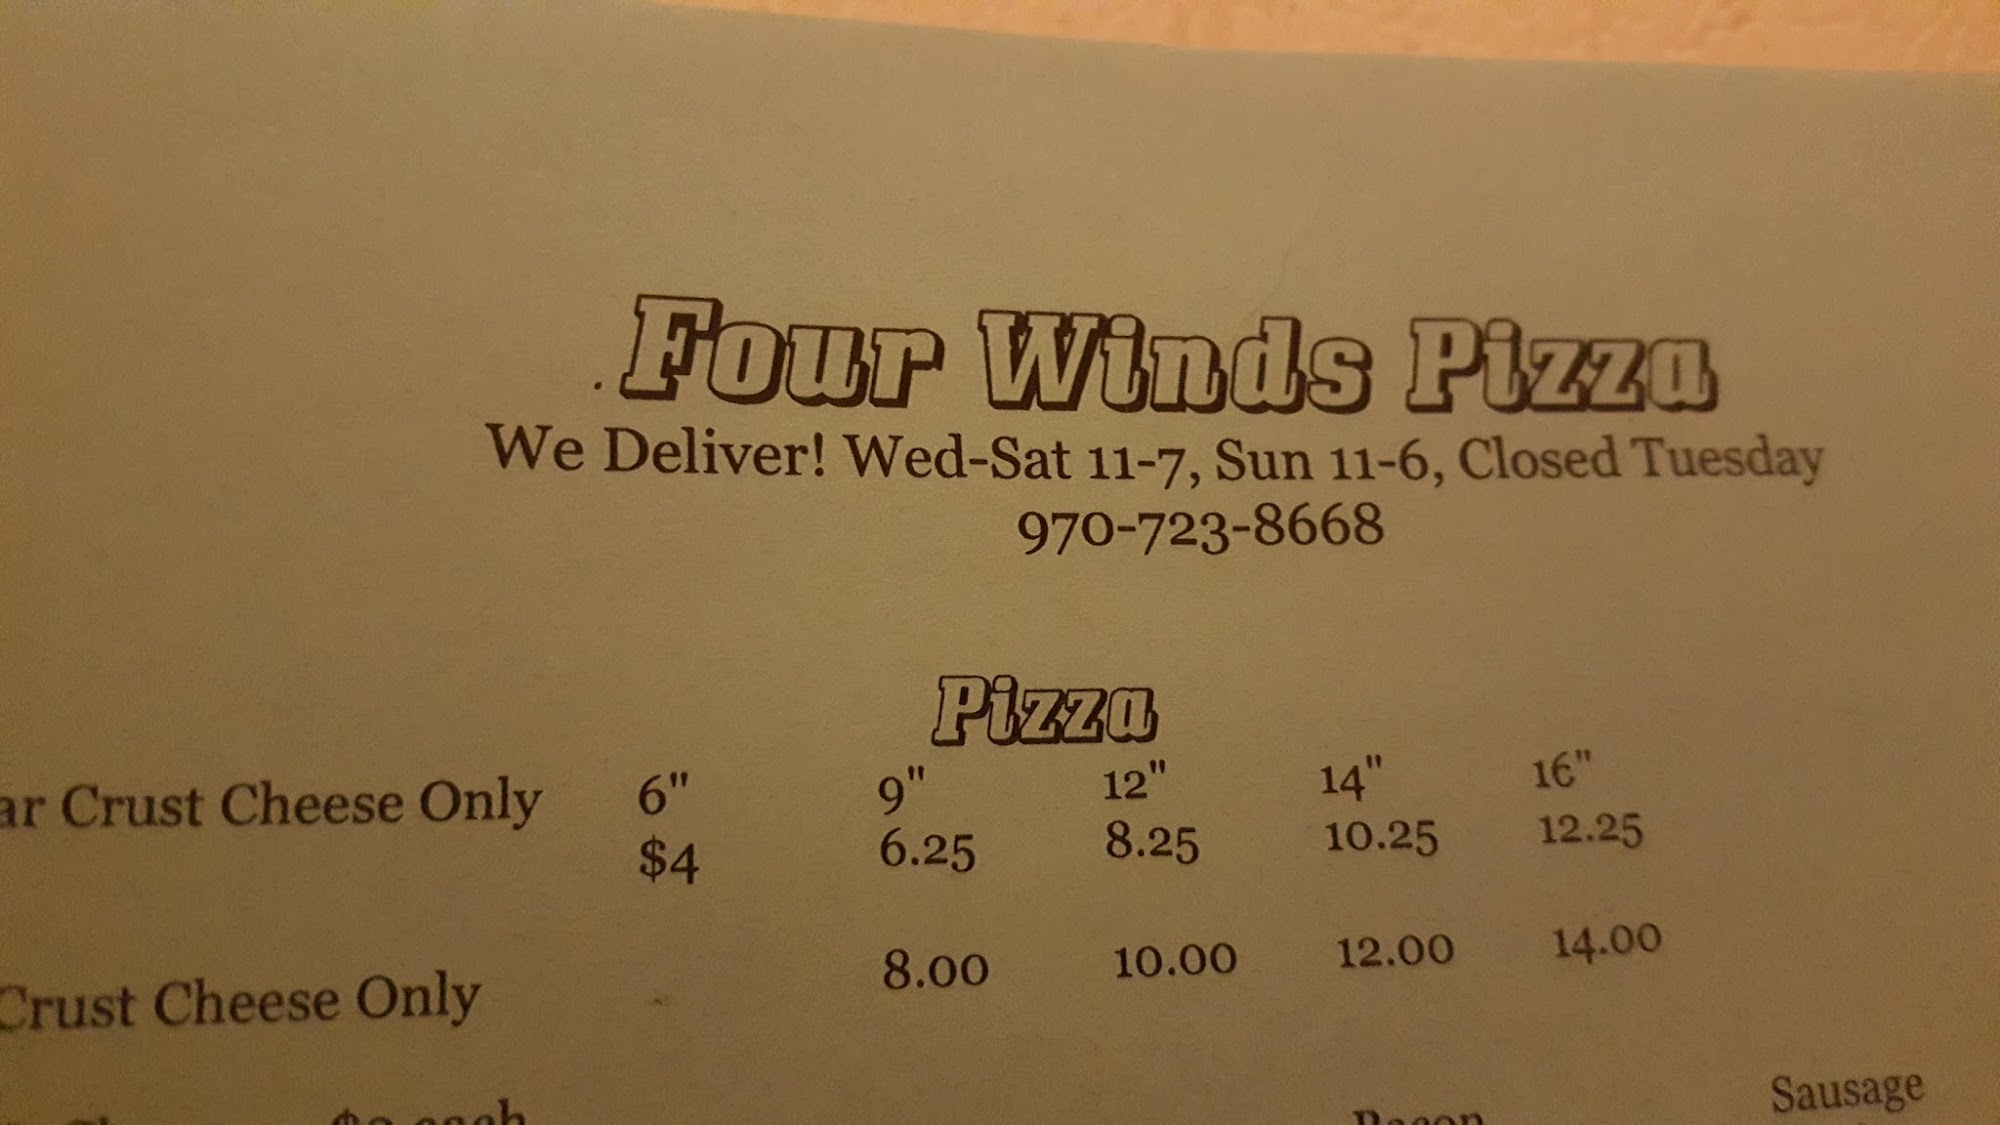 Four Winds Pizza
We Deliver! Wed-Sat 11-7, Sun 11-6, Closed Tuesday
970-723-8668
Pizza
ar Crust Cheese Only 6" 9" 12" 14" 16"
$4 6.25 8.25 10.25 12.25
Crust Cheese Only 8.00 10.00 12.00 14.00
Sausage
each
Bacon